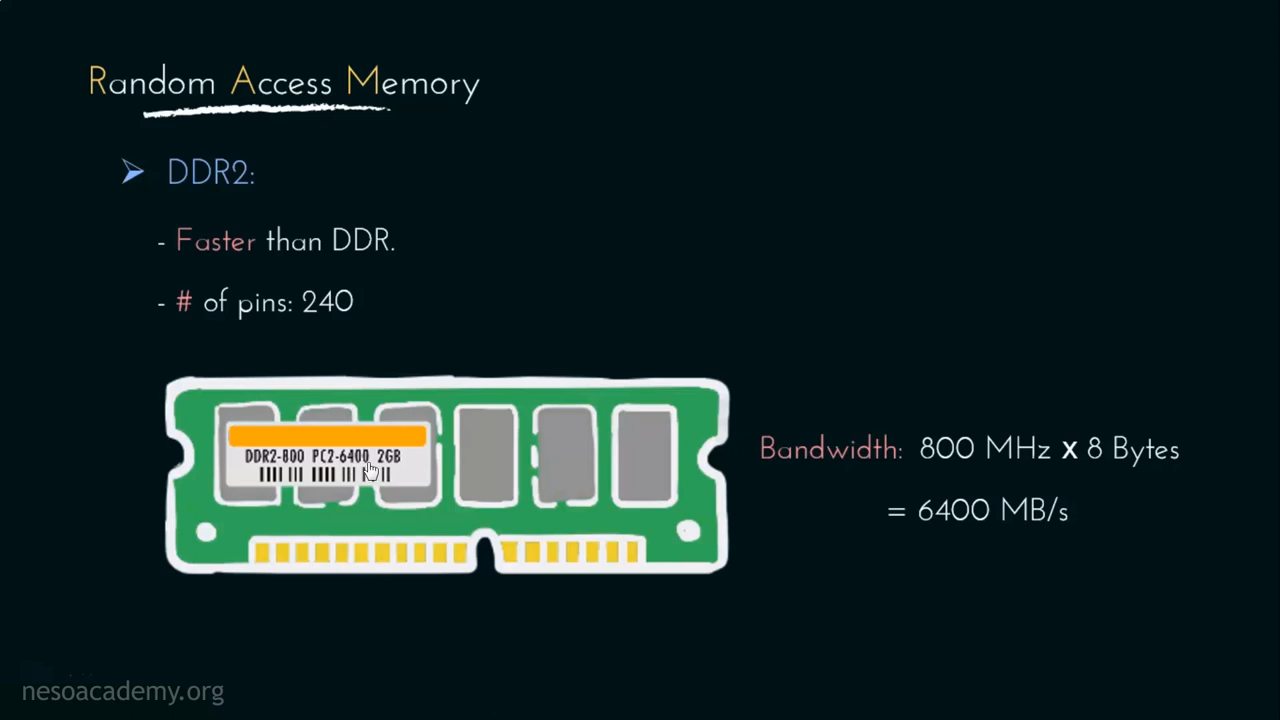 Random Access Memory
DDR2:
- Faster than DDR.
- # of pins: 240
DDR2-800 PC2-6400 2GB
Bandwidth: 800 MHz x 8 Bytes
= 6400 MB/s
nesoacademy.org